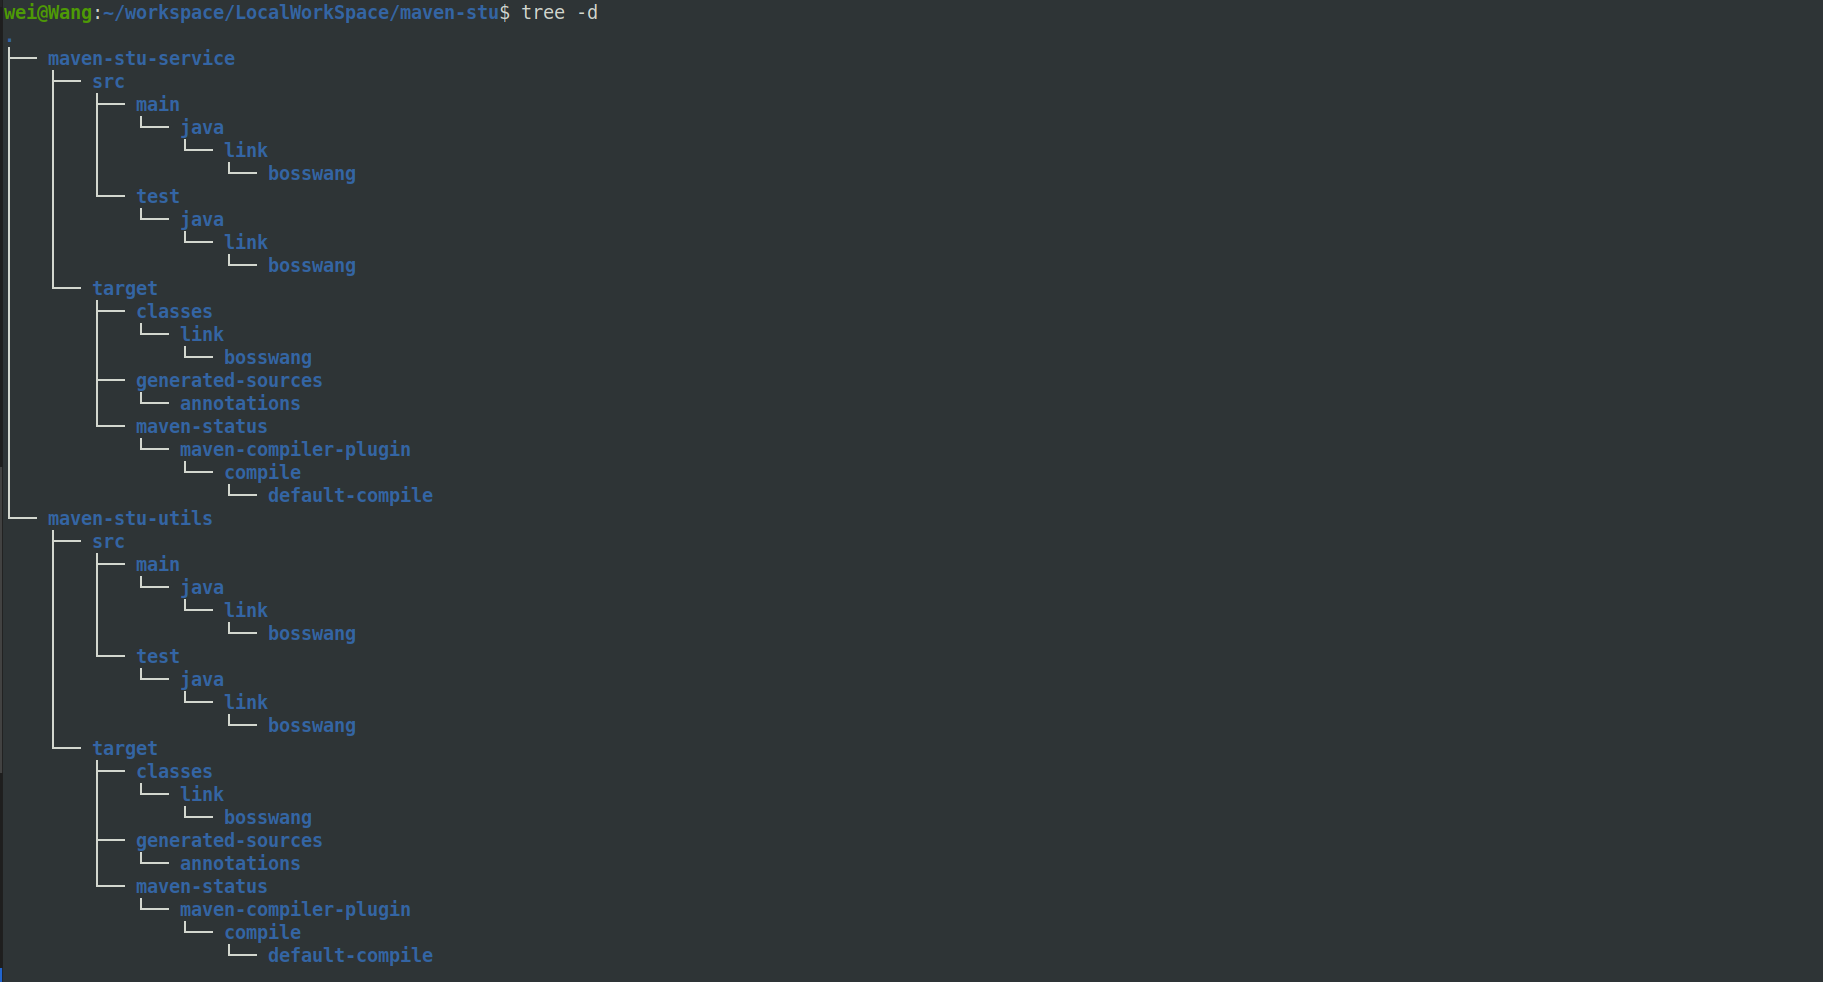 wei@Wang:~/workspace/LocalWorkSpace/maven-stu$ tree -d
.
├── maven-stu-service
│   ├── src
│   │   ├── main
│   │   │   └── java
│   │   │       └── link
│   │   │           └── bosswang
│   │   └── test
│   │       └── java
│   │           └── link
│   │               └── bosswang
│   └── target
│       ├── classes
│       │   └── link
│       │       └── bosswang
│       ├── generated-sources
│       │   └── annotations
│       └── maven-status
│           └── maven-compiler-plugin
│               └── compile
│                   └── default-compile
└── maven-stu-utils
    ├── src
    │   ├── main
    │   │   └── java
    │   │       └── link
    │   │           └── bosswang
    │   └── test
    │       └── java
    │           └── link
    │               └── bosswang
    └── target
        ├── classes
        │   └── link
        │       └── bosswang
        ├── generated-sources
        │   └── annotations
        └── maven-status
            └── maven-compiler-plugin
                └── compile
                    └── default-compile